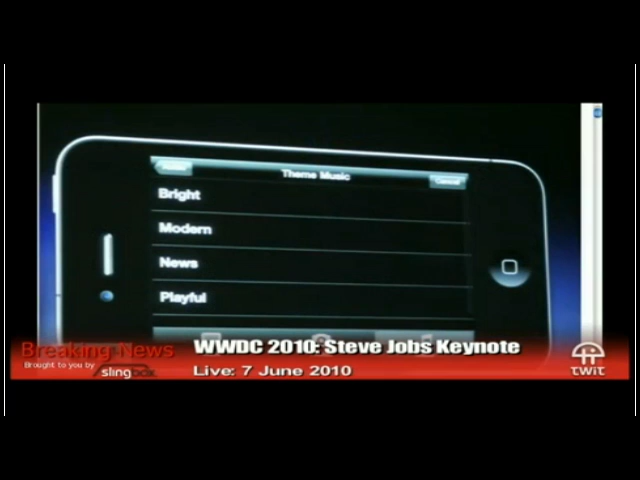 Theme Music
Cancel
Bright
Modern
News
Playful
Breaking News
Brought to you by
slingbox
WWDC 2010: Steve Jobs Keynote
Live: 7 June 2010
TWiT